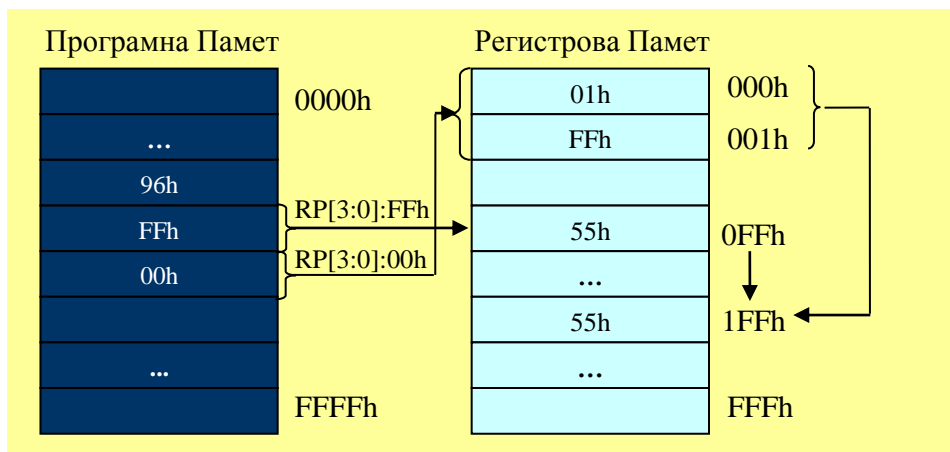 Програмна Памет
0000h
...
96h
FFh
00h
...
FFFFh
RP[3:0]:FFh
RP[3:0]:00h
Регистрова Памет
01h
000h
FFh
001h
55h
0FFh
...
55h
1FFh
...
FFFh